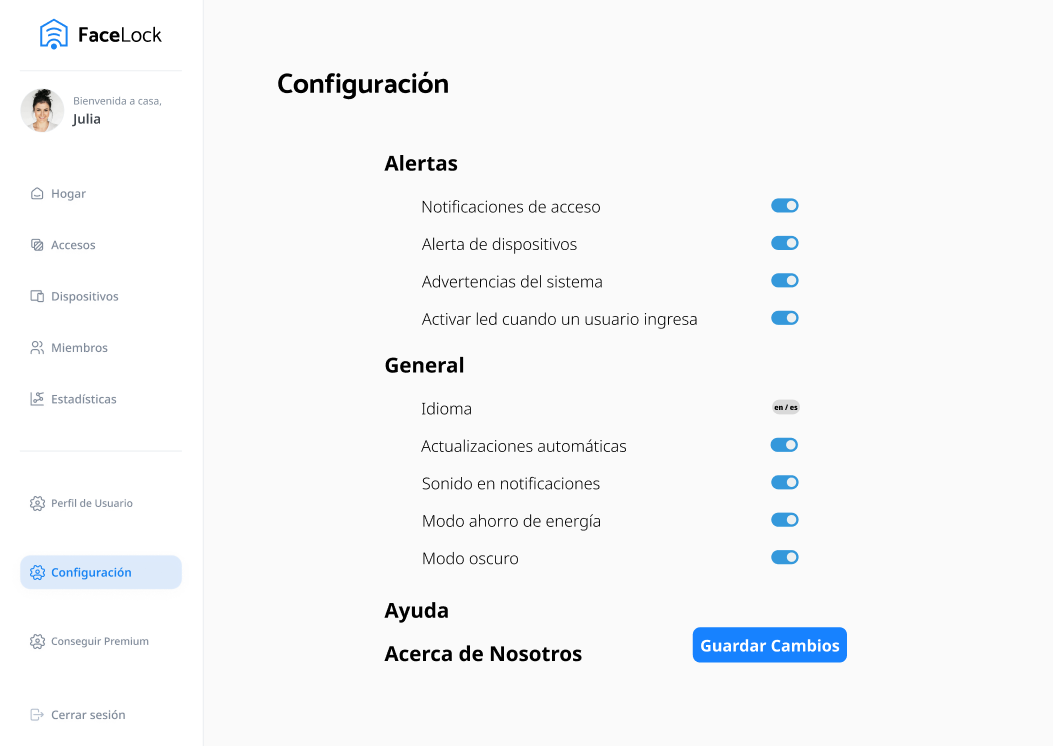 FaceLock
Bienvenida a casa,
Julia
Hogar
Accesos
Dispositivos
Miembros
Estadísticas
Perfil de Usuario
Configuración
Conseguir Premium
Cerrar sesión
Configuración
Alertas
Notificaciones de acceso
Alerta de dispositivos
Advertencias del sistema
Activar led cuando un usuario ingresa
General
Idioma en / es
Actualizaciones automáticas
Sonido en notificaciones
Modo ahorro de energía
Modo oscuro
Ayuda
Acerca de Nosotros
Guardar Cambios